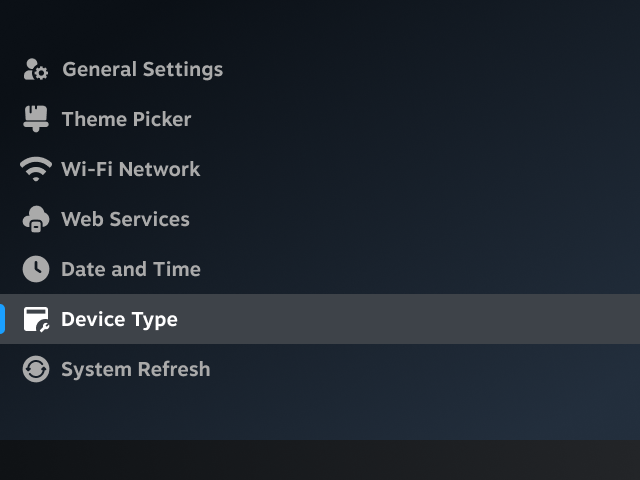 General Settings
Theme Picker
Wi-Fi Network
Web Services
Date and Time
Device Type
System Refresh